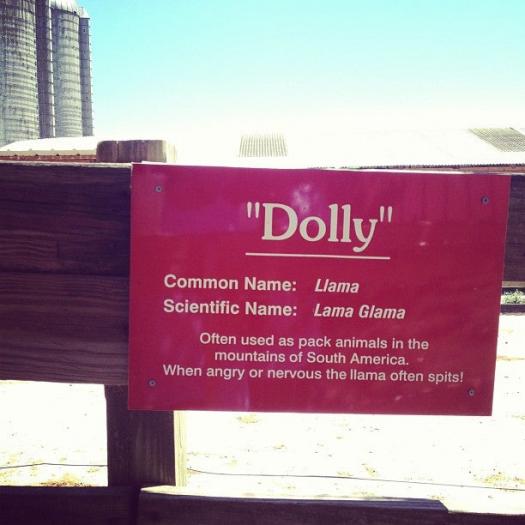 "Dolly"
Common Name: Llama
Scientific Name: Lama Glama
Often used as pack animals in the
mountains of South America.
When angry or nervous the llama often spits!